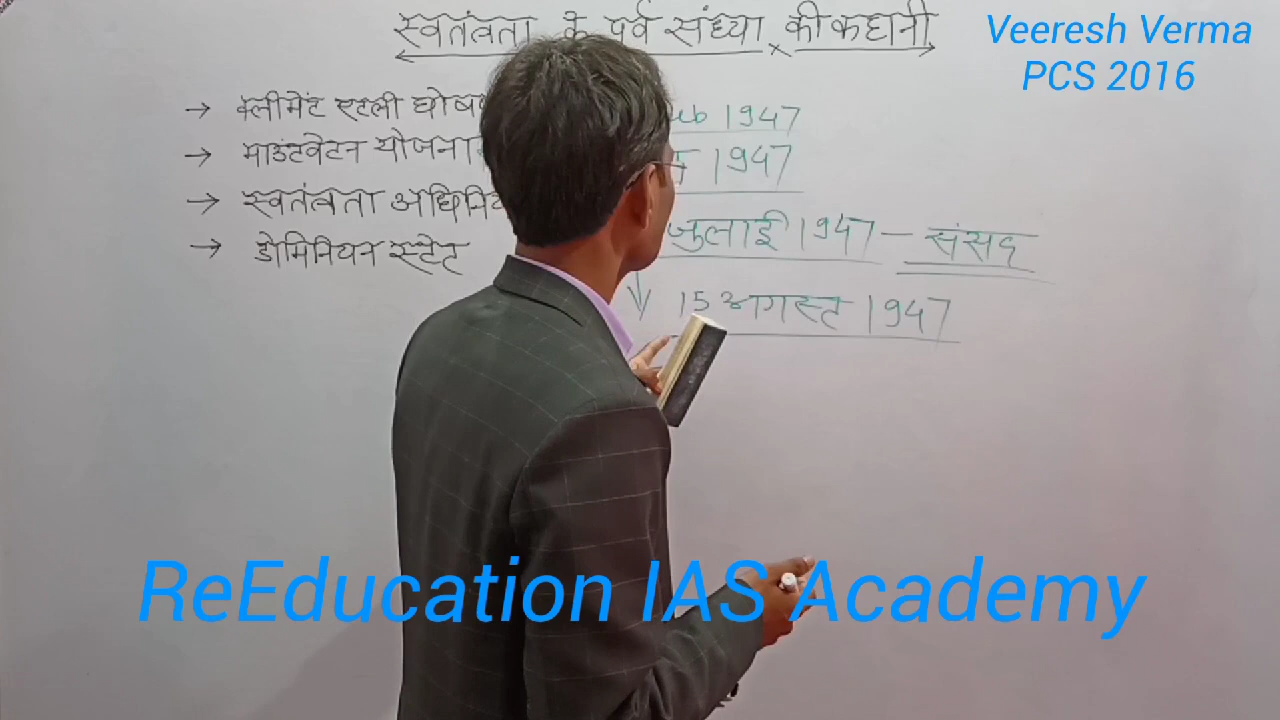 स्वतंत्रता के पूर्व संध्या की कहानी
Veeresh Verma
PCS 2016
→ क्लीमेंट एटली घोष
1947
→ माउंटवेटन योजना
1947
→ स्वतंत्रता अधिनि
जुलाई 1947 - संसद
→ डोमिनियन स्टेट
15 अगस्त 1947
ReEducation IAS Academy